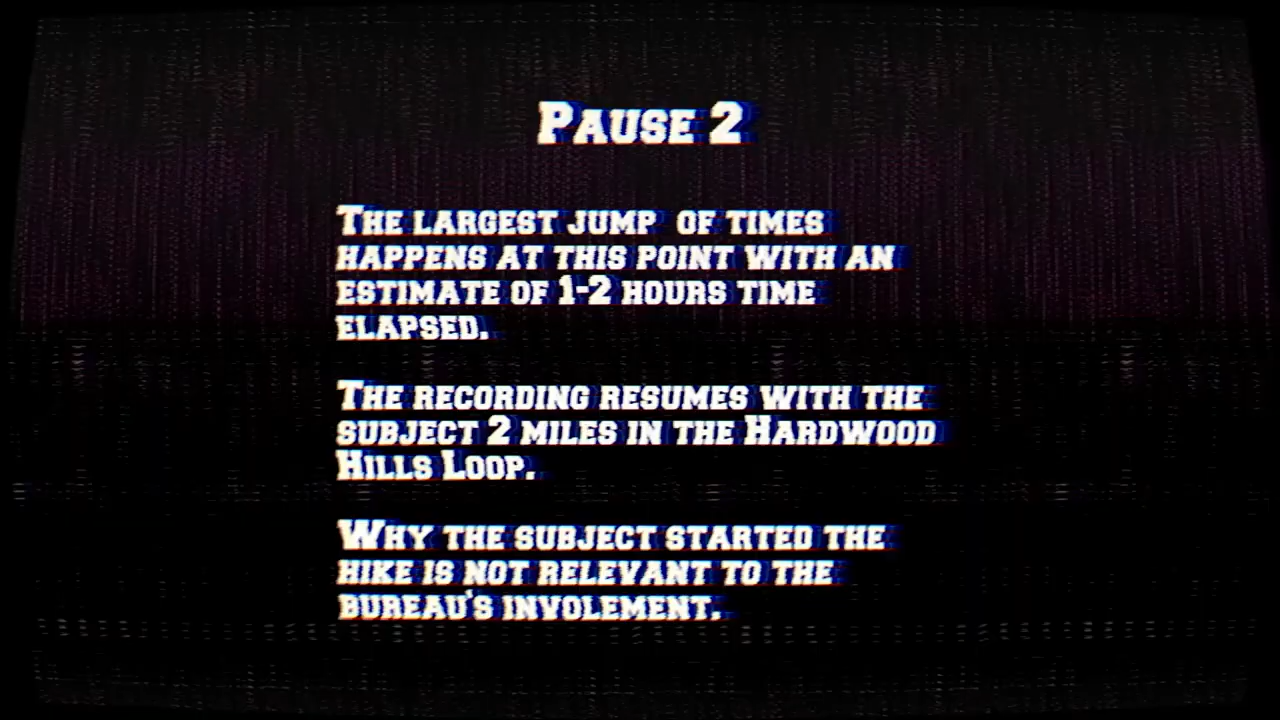 Pause 2
The largest jump of times
happens at this point with an
estimate of 1-2 hours time
elapsed.
The recording resumes with the
subject 2 miles in the Hardwood
Hills Loop.
Why the subject started the
hike is not relevant to the
bureau's involement.